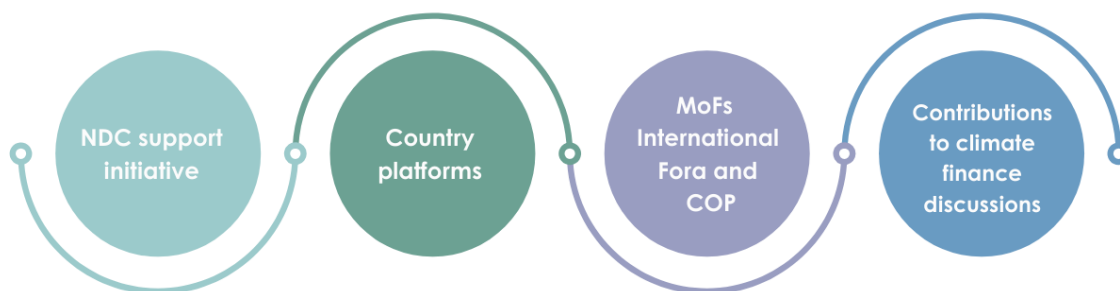 NDC support
initiative
Country
platforms
MoFs
International
Fora and
COP
Contributions
to climate
finance
discussions